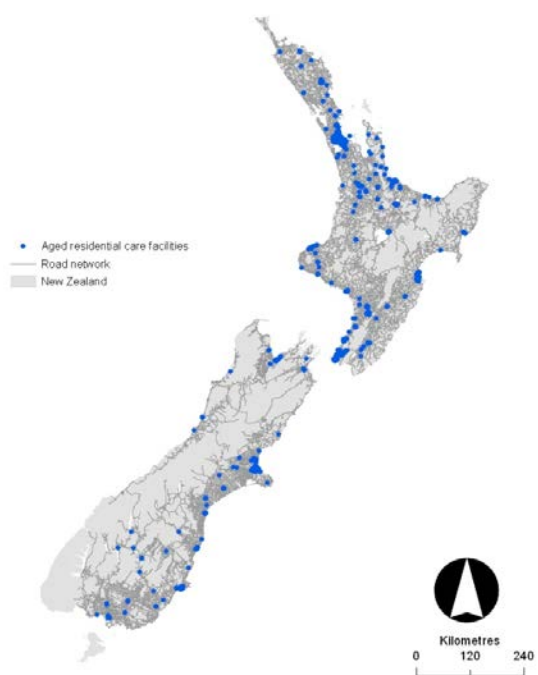 Aged residential care facilities
Road network
New Zealand
Kilometres
0 120 240